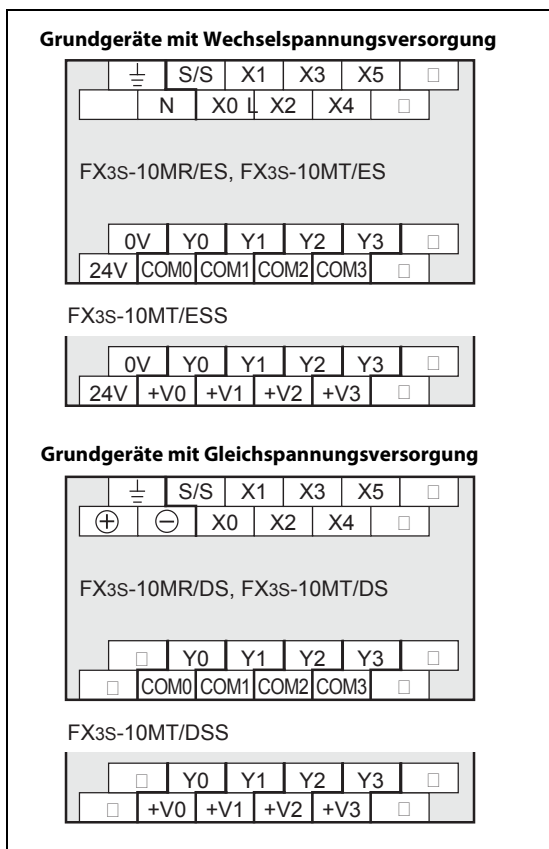 Grundgeräte mit Wechselspannungsversorgung
⏚ S/S X1 X3 X5 □
N X0 L X2 X4 □
FX3S-10MR/ES, FX3S-10MT/ES
0V Y0 Y1 Y2 Y3 □
24V COM0 COM1 COM2 COM3 □
FX3S-10MT/ESS
0V Y0 Y1 Y2 Y3 □
24V +V0 +V1 +V2 +V3 □
Grundgeräte mit Gleichspannungsversorgung
⏚ S/S X1 X3 X5 □
⊕ ⊖ X0 X2 X4 □
FX3S-10MR/DS, FX3S-10MT/DS
□ Y0 Y1 Y2 Y3 □
□ COM0 COM1 COM2 COM3 □
FX3S-10MT/DSS
□ Y0 Y1 Y2 Y3 □
□ +V0 +V1 +V2 +V3 □